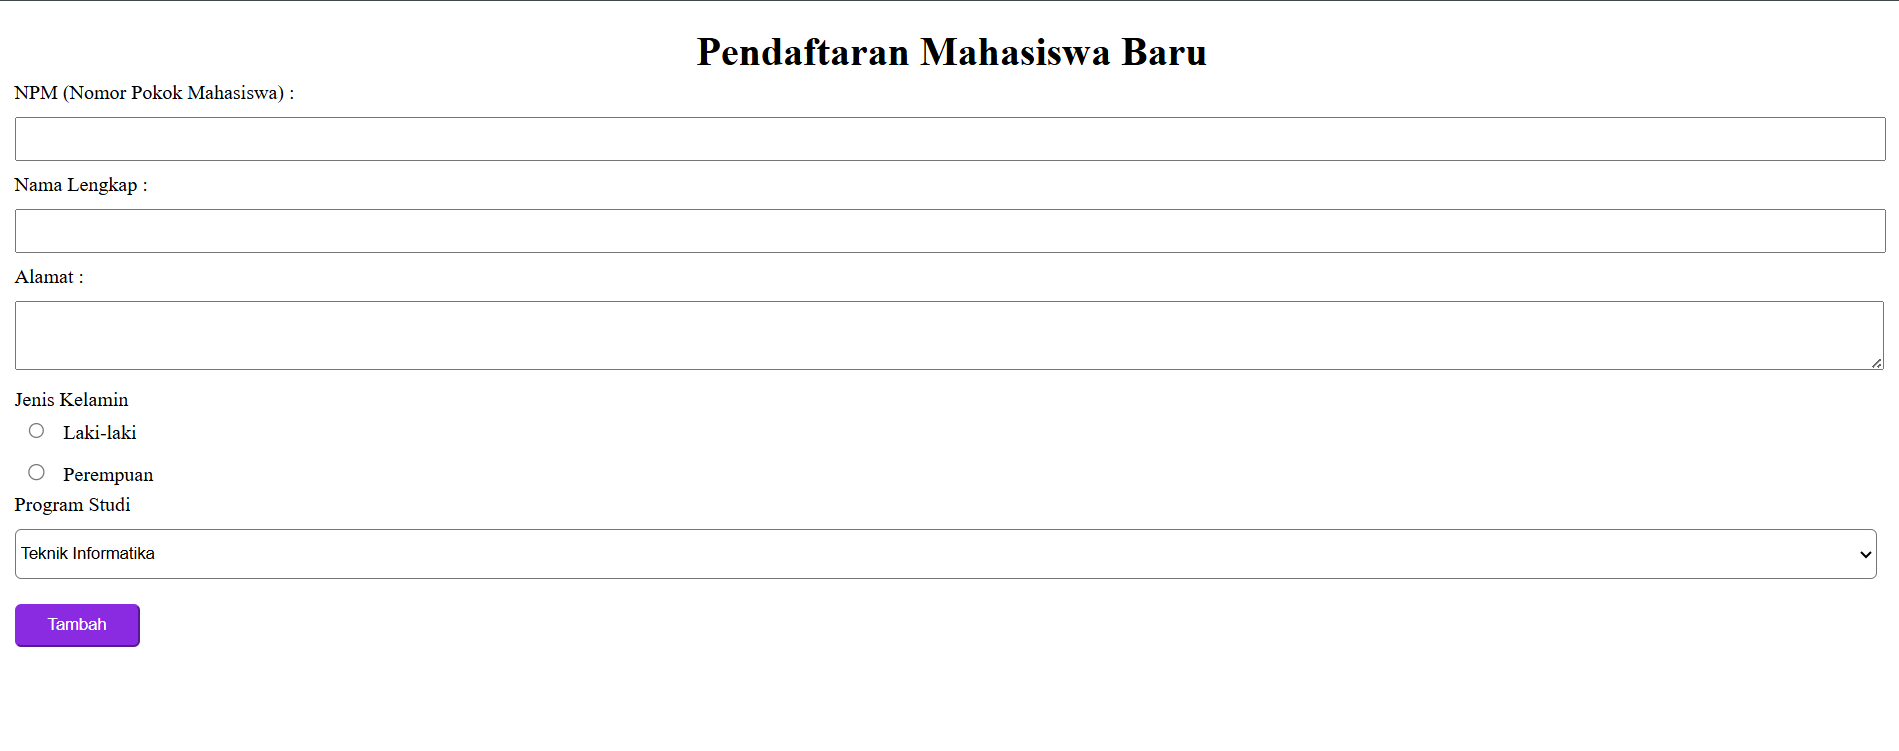 Pendaftaran Mahasiswa Baru
NPM (Nomor Pokok Mahasiswa) :
Nama Lengkap :
Alamat :
Jenis Kelamin
Laki-laki
Perempuan
Program Studi
Teknik Informatika
Tambah